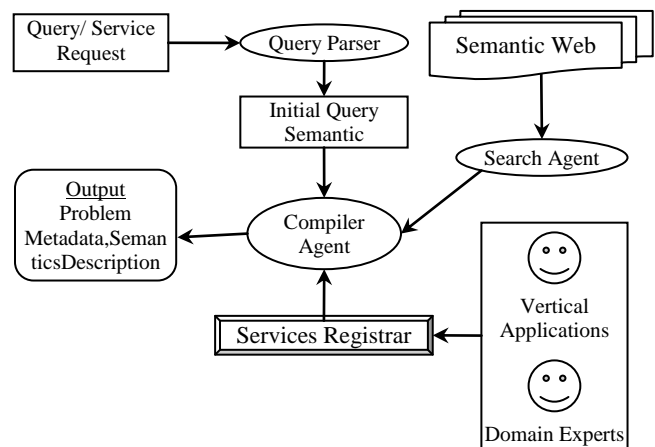 Query/ Service
Request
Query Parser
Semantic Web
Initial Query
Semantic
Search Agent
Output
Problem
Metadata,Seman
ticsDescription
Compiler
Agent
Vertical
Applications
Services Registrar
Domain Experts